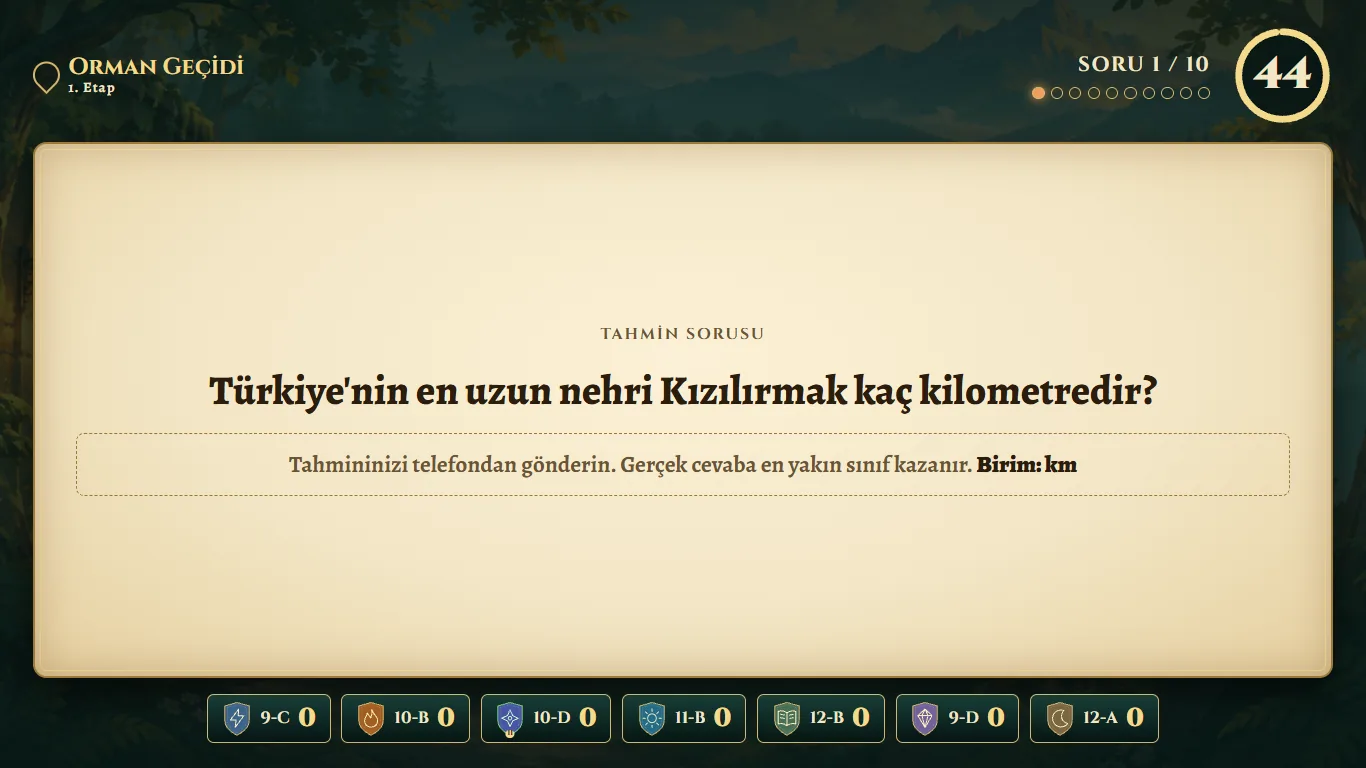 ORMAN GEÇİDİ
1. Etap
SORU 1 / 10
44
TAHMİN SORUSU
Türkiye'nin en uzun nehri Kızılırmak kaç kilometredir?
Tahmininizi telefondan gönderin. Gerçek cevaba en yakın sınıf kazanır. Birim: km
9-C 0
10-B 0
10-D 0
11-B 0
12-B 0
9-D 0
12-A 0